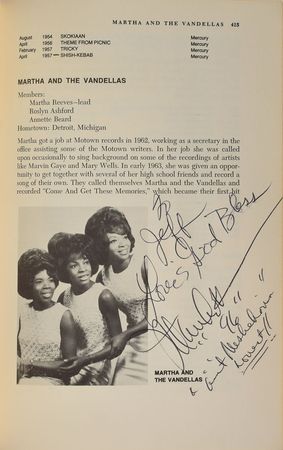 MARTHA AND THE VANDELLAS 415
August 1954 SKOKIAAN Mercury
April 1956 THEME FROM PICNIC Mercury
February 1957 TRICKY Mercury
April 1957 SHISH-KEBAB Mercury
MARTHA AND THE VANDELLAS
Members:
Martha Reeves—lead
Roslyn Ashford
Annette Beard
Hometown: Detroit, Michigan
Martha got a job at Motown records in 1962, working as a secretary in the
office assisting some of the Motown writers. In her job she was called
upon occasionally to sing background on some of the recordings of artists
like Marvin Gaye and Mary Wells. In early 1963, she was given an oppor-
tunity to get together with several of her high school friends and record a
song of their own. They called themselves Martha and the Vandellas and
recorded "Come And Get These Memories," which became their first hit
To
Jeff
God Bless
"96"
MARTHA AND
THE VANDELLAS